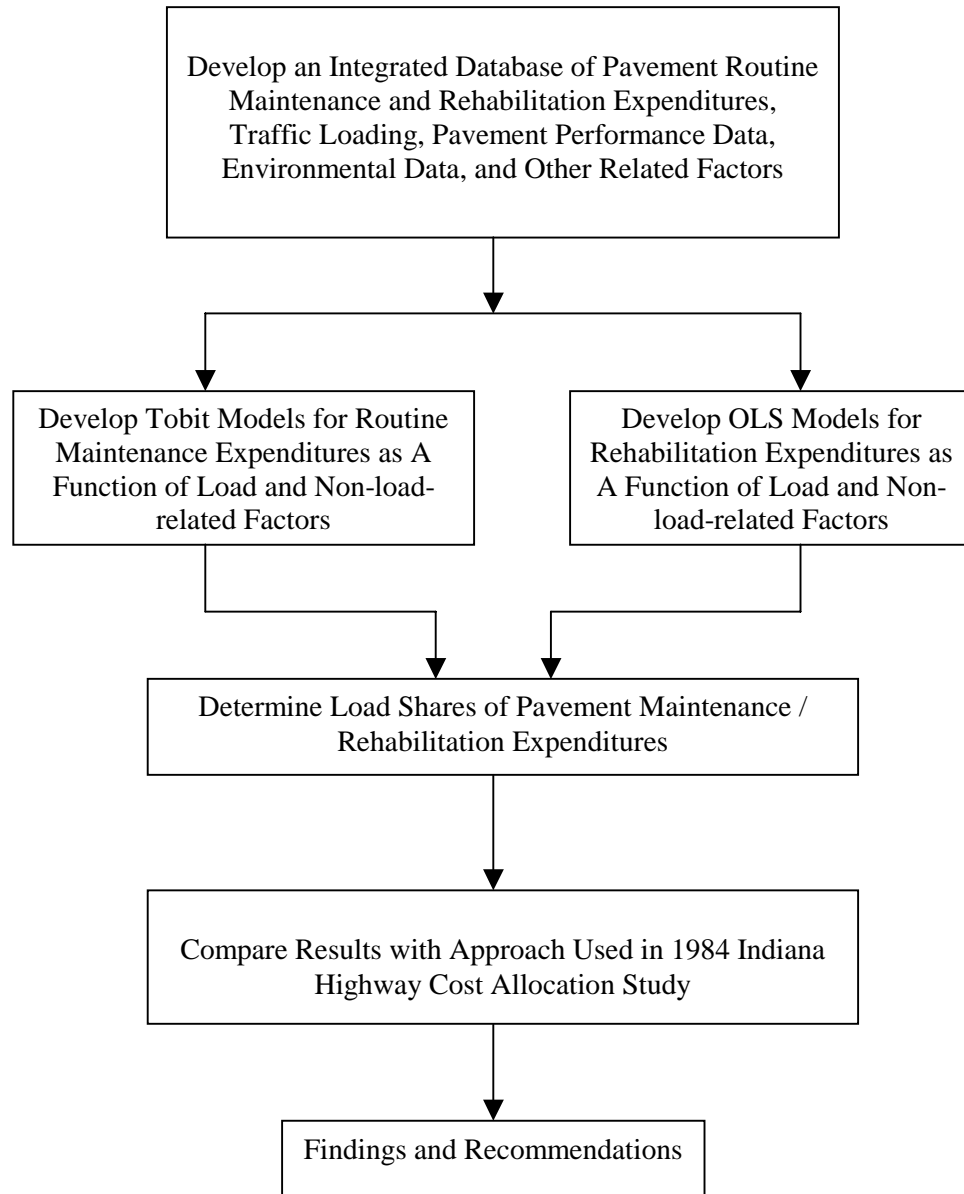 Develop an Integrated Database of Pavement Routine
Maintenance and Rehabilitation Expenditures,
Traffic Loading, Pavement Performance Data,
Environmental Data, and Other Related Factors
Develop Tobit Models for Routine
Maintenance Expenditures as A
Function of Load and Non-load-
related Factors
Develop OLS Models for
Rehabilitation Expenditures as
A Function of Load and Non-
load-related Factors
Determine Load Shares of Pavement Maintenance /
Rehabilitation Expenditures
Compare Results with Approach Used in 1984 Indiana
Highway Cost Allocation Study
Findings and Recommendations